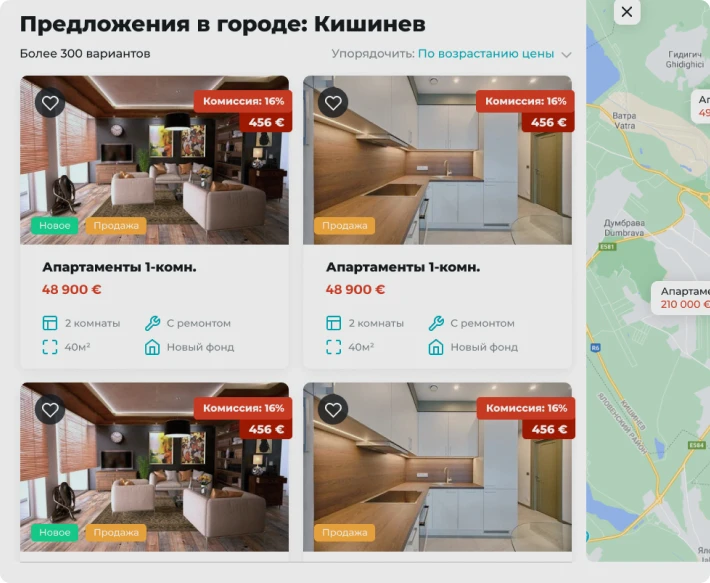 Предложения в городе: Кишинев
Более 300 вариантов
Упорядочить: По возрастанию цены
Комиссия: 16%
456 €
Новое
Продажа
Апартаменты 1-комн.
48 900 €
2 комнаты
С ремонтом
40м²
Новый фонд
Комиссия: 16%
456 €
Продажа
Апартаменты 1-комн.
48 900 €
2 комнаты
С ремонтом
40м²
Новый фонд
Комиссия: 16%
456 €
Новое
Продажа
Комиссия: 16%
456 €
Продажа
Гидигич
Ghidighici
Ватра
Vatra
Думбрава
Dumbrava
E581
210 000 €
R6
КИШИНЕВ
ЯЛОВЕНСКИЙ РАЙОН
E584